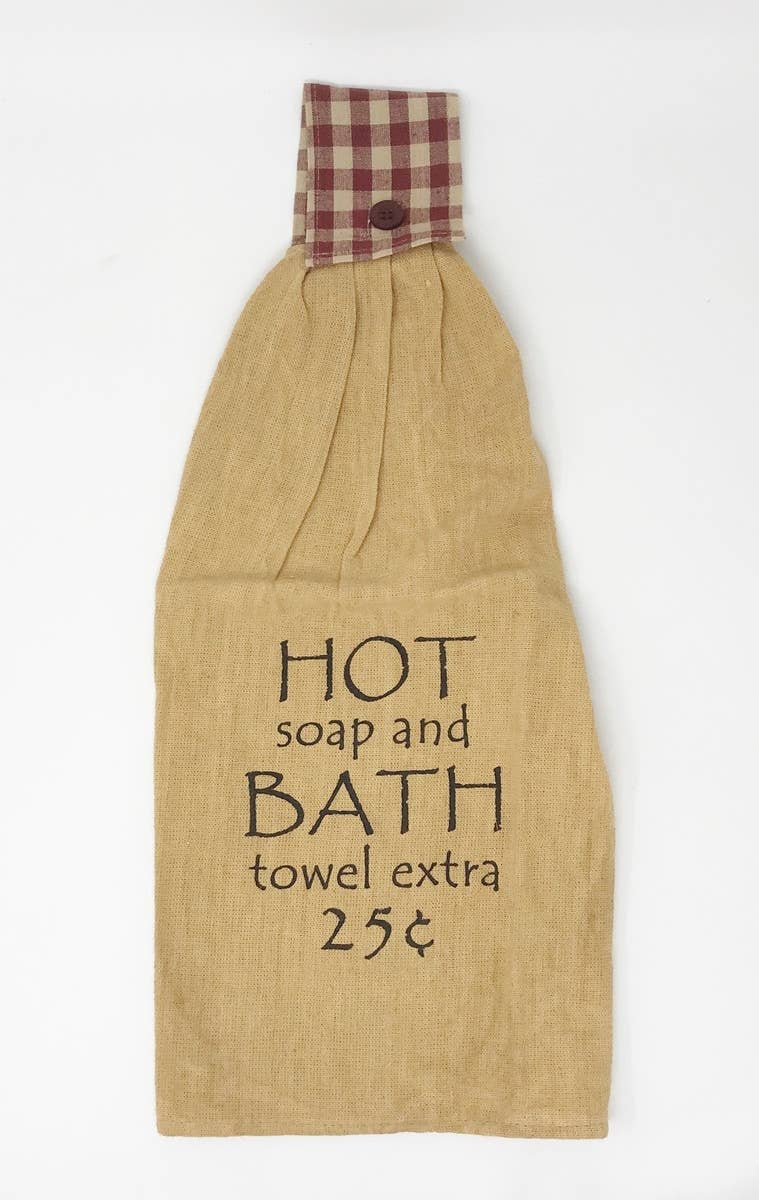 HOT
soap and
BATH
towel extra
25¢